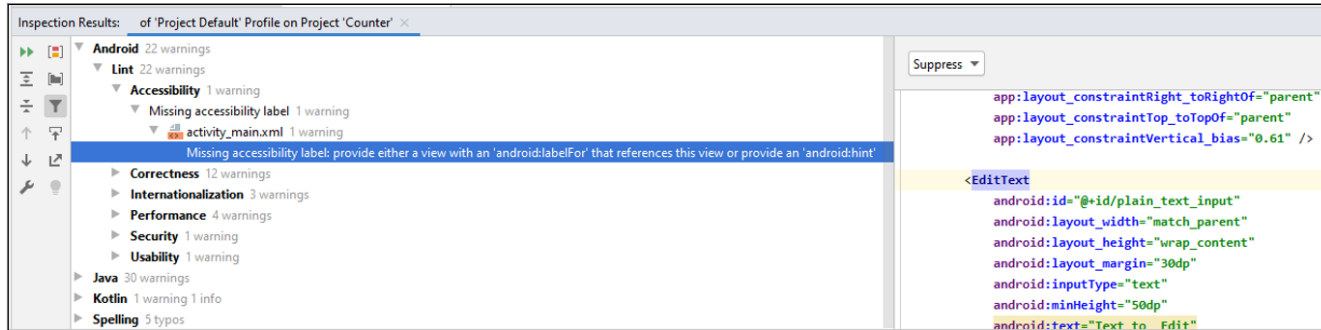 Inspection Results: of 'Project Default' Profile on Project 'Counter'
Android 22 warnings
Lint 22 warnings
Accessibility 1 warning
Missing accessibility label 1 warning
activity_main.xml 1 warning
Missing accessibility label: provide either a view with an 'android:labelFor' that references this view or provide an 'android:hint'
Correctness 12 warnings
Internationalization 3 warnings
Performance 4 warnings
Security 1 warning
Usability 1 warning
Java 30 warnings
Kotlin 1 warning 1 info
Spelling 5 typos
Suppress
app:layout_constraintRight_toRightOf="parent"
app:layout_constraintTop_toTopOf="parent"
app:layout_constraintVertical_bias="0.61" />
<EditText
android:id="@+id/plain_text_input"
android:layout_width="match_parent"
android:layout_height="wrap_content"
android:layout_margin="30dp"
android:inputType="text"
android:minHeight="50dp"
android:text="Text to  Edit"